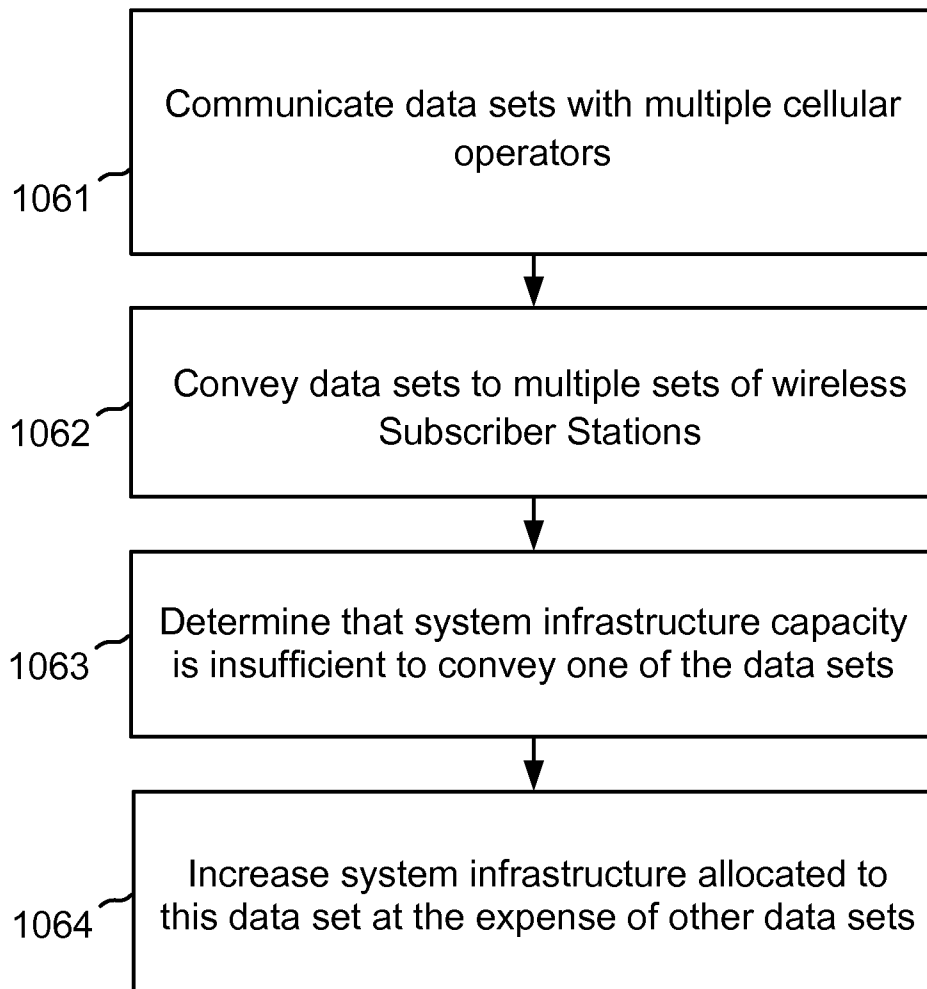 Communicate data sets with multiple cellular
operators
1061
Convey data sets to multiple sets of wireless
Subscriber Stations
1062
Determine that system infrastructure capacity
is insufficient to convey one of the data sets
1063
Increase system infrastructure allocated to
this data set at the expense of other data sets
1064